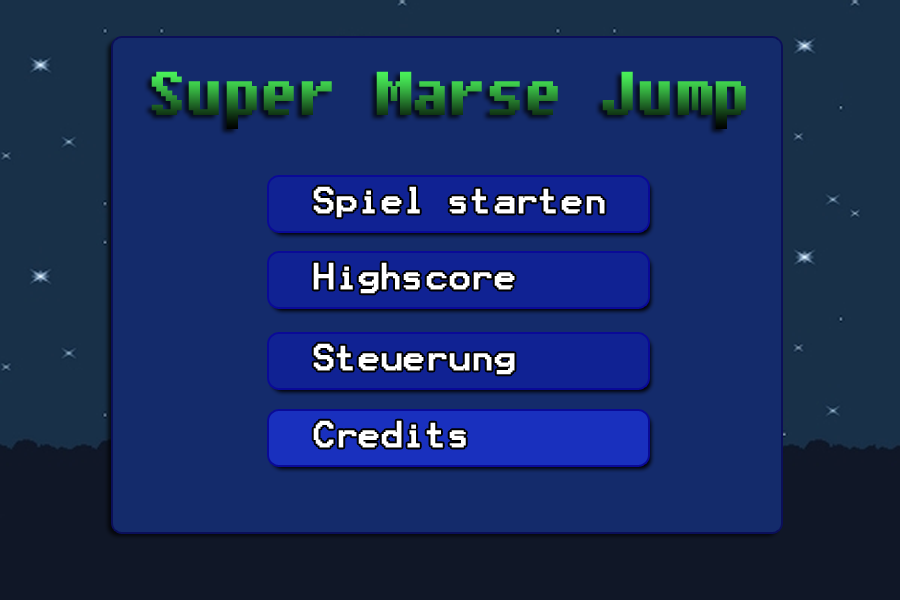 Super Marse Jump
Spiel starten
Highscore
Steuerung
Credits